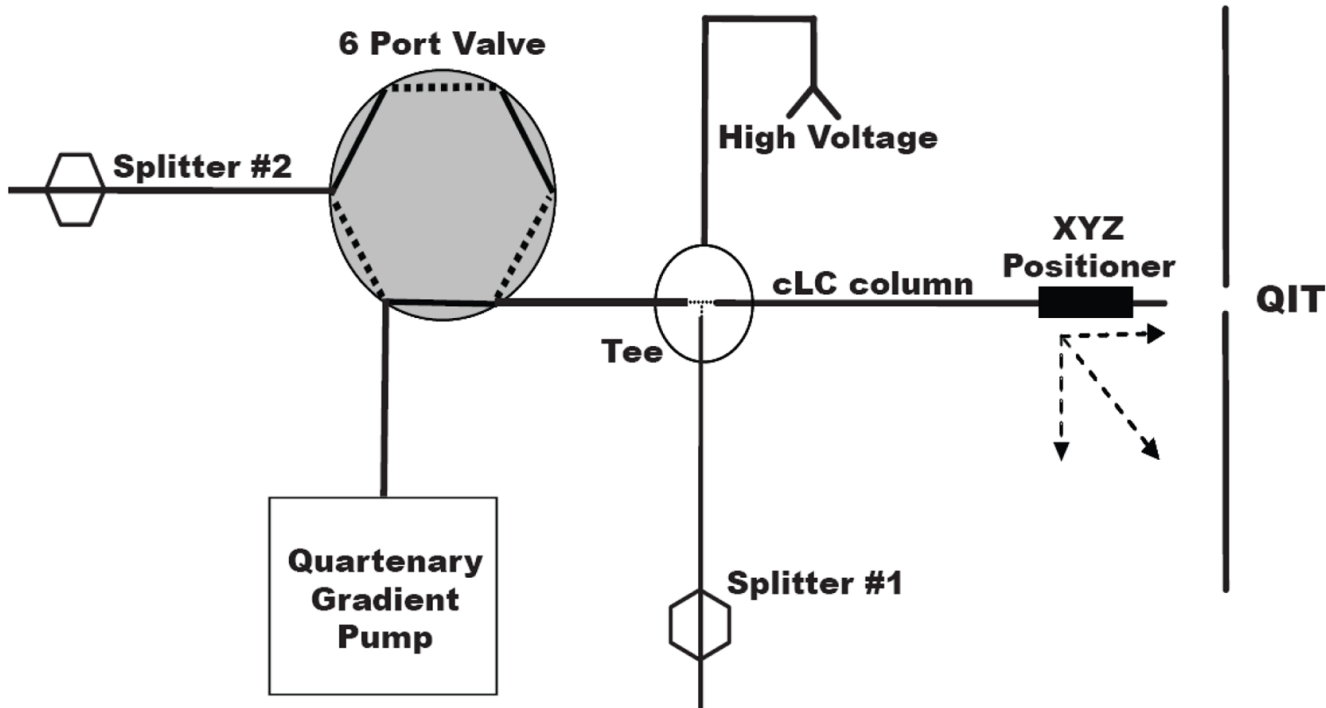 6 Port Valve
Splitter #2
High Voltage
XYZ
Positioner
cLC column
QIT
Tee
Quartenary
Gradient
Pump
Splitter #1